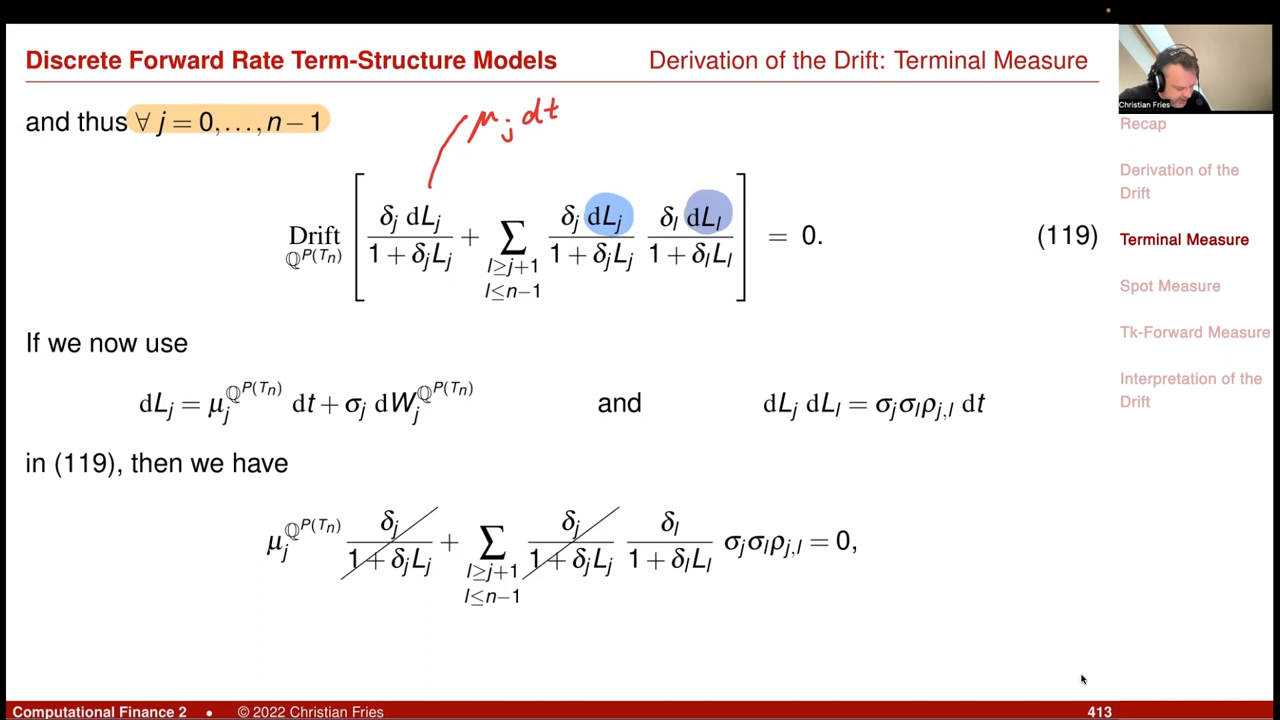 Discrete Forward Rate Term-Structure Models
Derivation of the Drift: Terminal Measure
Christian Fries
and thus ∀ j = 0, . . . , n − 1
μ_j dt
Drift_{ℚ^{P(T_n)}} [ δ_j dL_j / (1 + δ_j L_j) + ∑_{l≥j+1, l≤n−1} δ_j dL_j / (1 + δ_j L_j) δ_l dL_l / (1 + δ_l L_l) ] = 0. (119)
If we now use
dL_j = μ_j^{ℚ^{P(T_n)}} dt + σ_j dW_j^{ℚ^{P(T_n)}} and dL_j dL_l = σ_j σ_l ρ_{j,l} dt
in (119), then we have
μ_j^{ℚ^{P(T_n)}} δ_j / (1 + δ_j L_j) + ∑_{l≥j+1, l≤n−1} δ_j / (1 + δ_j L_j) δ_l / (1 + δ_l L_l) σ_j σ_l ρ_{j,l} = 0,
Recap
Derivation of the
Drift
Terminal Measure
Spot Measure
Tk-Forward Measure
Interpretation of the
Drift
Computational Finance 2 • © 2022 Christian Fries
413